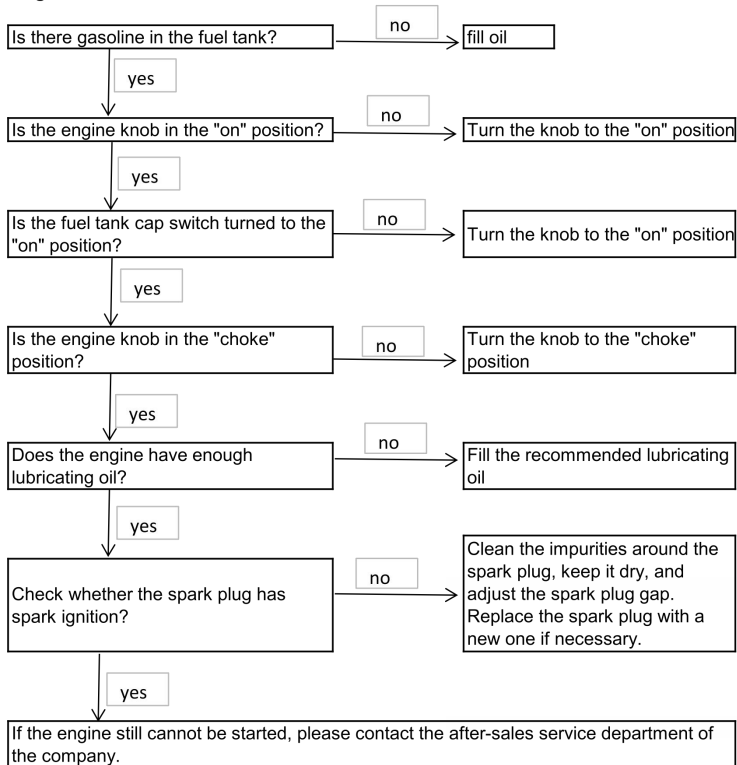 Is there gasoline in the fuel tank?
no
fill oil
yes
Is the engine knob in the "on" position?
no
Turn the knob to the "on" position
yes
Is the fuel tank cap switch turned to the
"on" position?
no
Turn the knob to the "on" position
yes
Is the engine knob in the "choke"
position?
no
Turn the knob to the "choke"
position
yes
Does the engine have enough
lubricating oil?
no
Fill the recommended lubricating
oil
yes
Check whether the spark plug has
spark ignition?
no
Clean the impurities around the
spark plug, keep it dry, and
adjust the spark plug gap.
Replace the spark plug with a
new one if necessary.
yes
If the engine still cannot be started, please contact the after-sales service department of
the company.